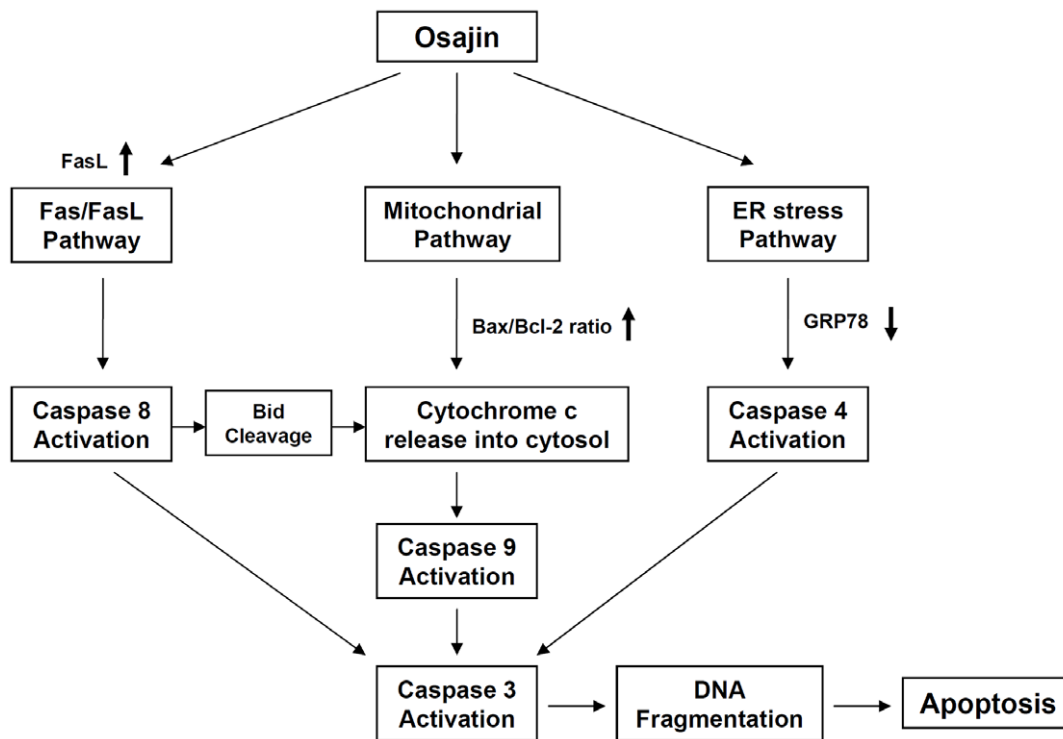 Osajin
FasL
Fas/FasL
Pathway
Mitochondrial
Pathway
ER stress
Pathway
Bax/Bcl-2 ratio
GRP78
Caspase 8
Activation
Bid
Cleavage
Cytochrome c
release into cytosol
Caspase 4
Activation
Caspase 9
Activation
Caspase 3
Activation
DNA
Fragmentation
Apoptosis